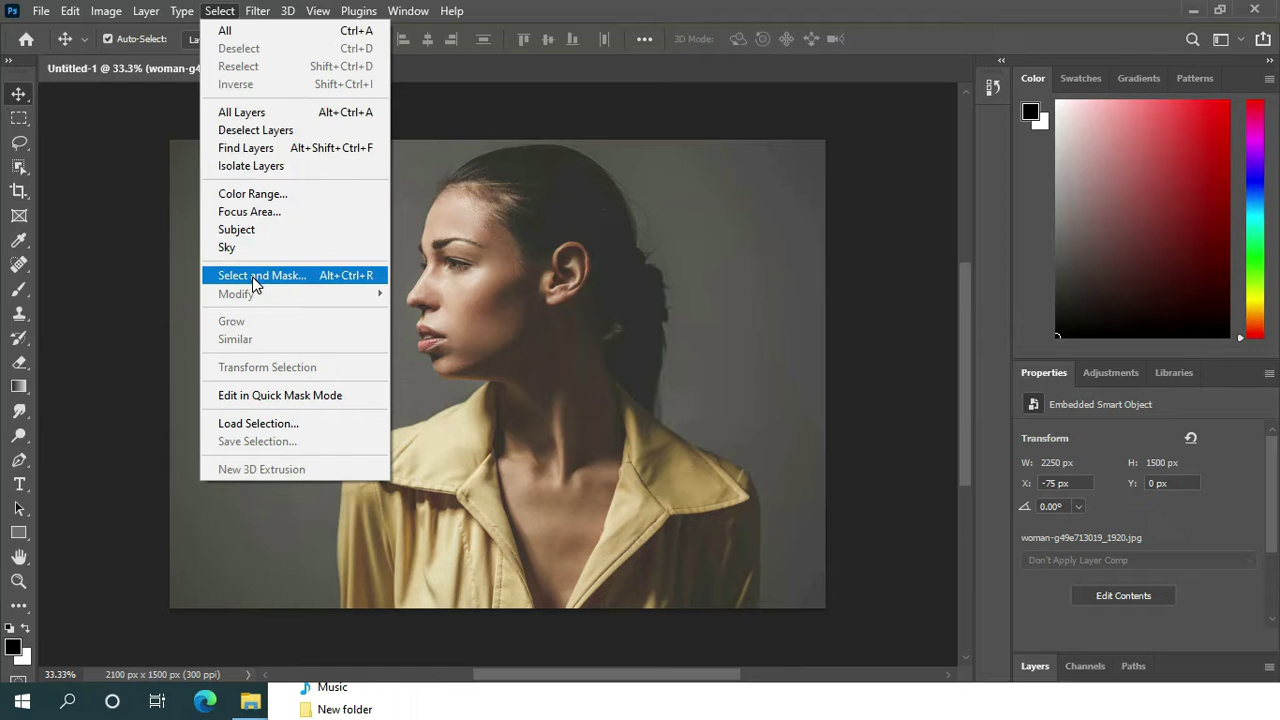 Ps File Edit Image Layer Type Select Filter 3D View Plugins Window Help
Auto-Select: La 3D Mode:
Untitled-1 @ 33.3% (woman-g4
All Ctrl+A
Deselect Ctrl+D
Reselect Shift+Ctrl+D
Inverse Shift+Ctrl+I
All Layers Alt+Ctrl+A
Deselect Layers
Find Layers Alt+Shift+Ctrl+F
Isolate Layers
Color Range...
Focus Area...
Subject
Sky
Select and Mask... Alt+Ctrl+R
Modify
Grow
Similar
Transform Selection
Edit in Quick Mask Mode
Load Selection...
Save Selection...
New 3D Extrusion
Color Swatches Gradients Patterns
Properties Adjustments Libraries
Embedded Smart Object
Transform
W: 2250 px H: 1500 px
X: -75 px Y: 0 px
0.00°
woman-g49e713019_1920.jpg
Don't Apply Layer Comp
Edit Contents
Layers Channels Paths
33.33% 2100 px x 1500 px (300 ppi)
Music
New folder